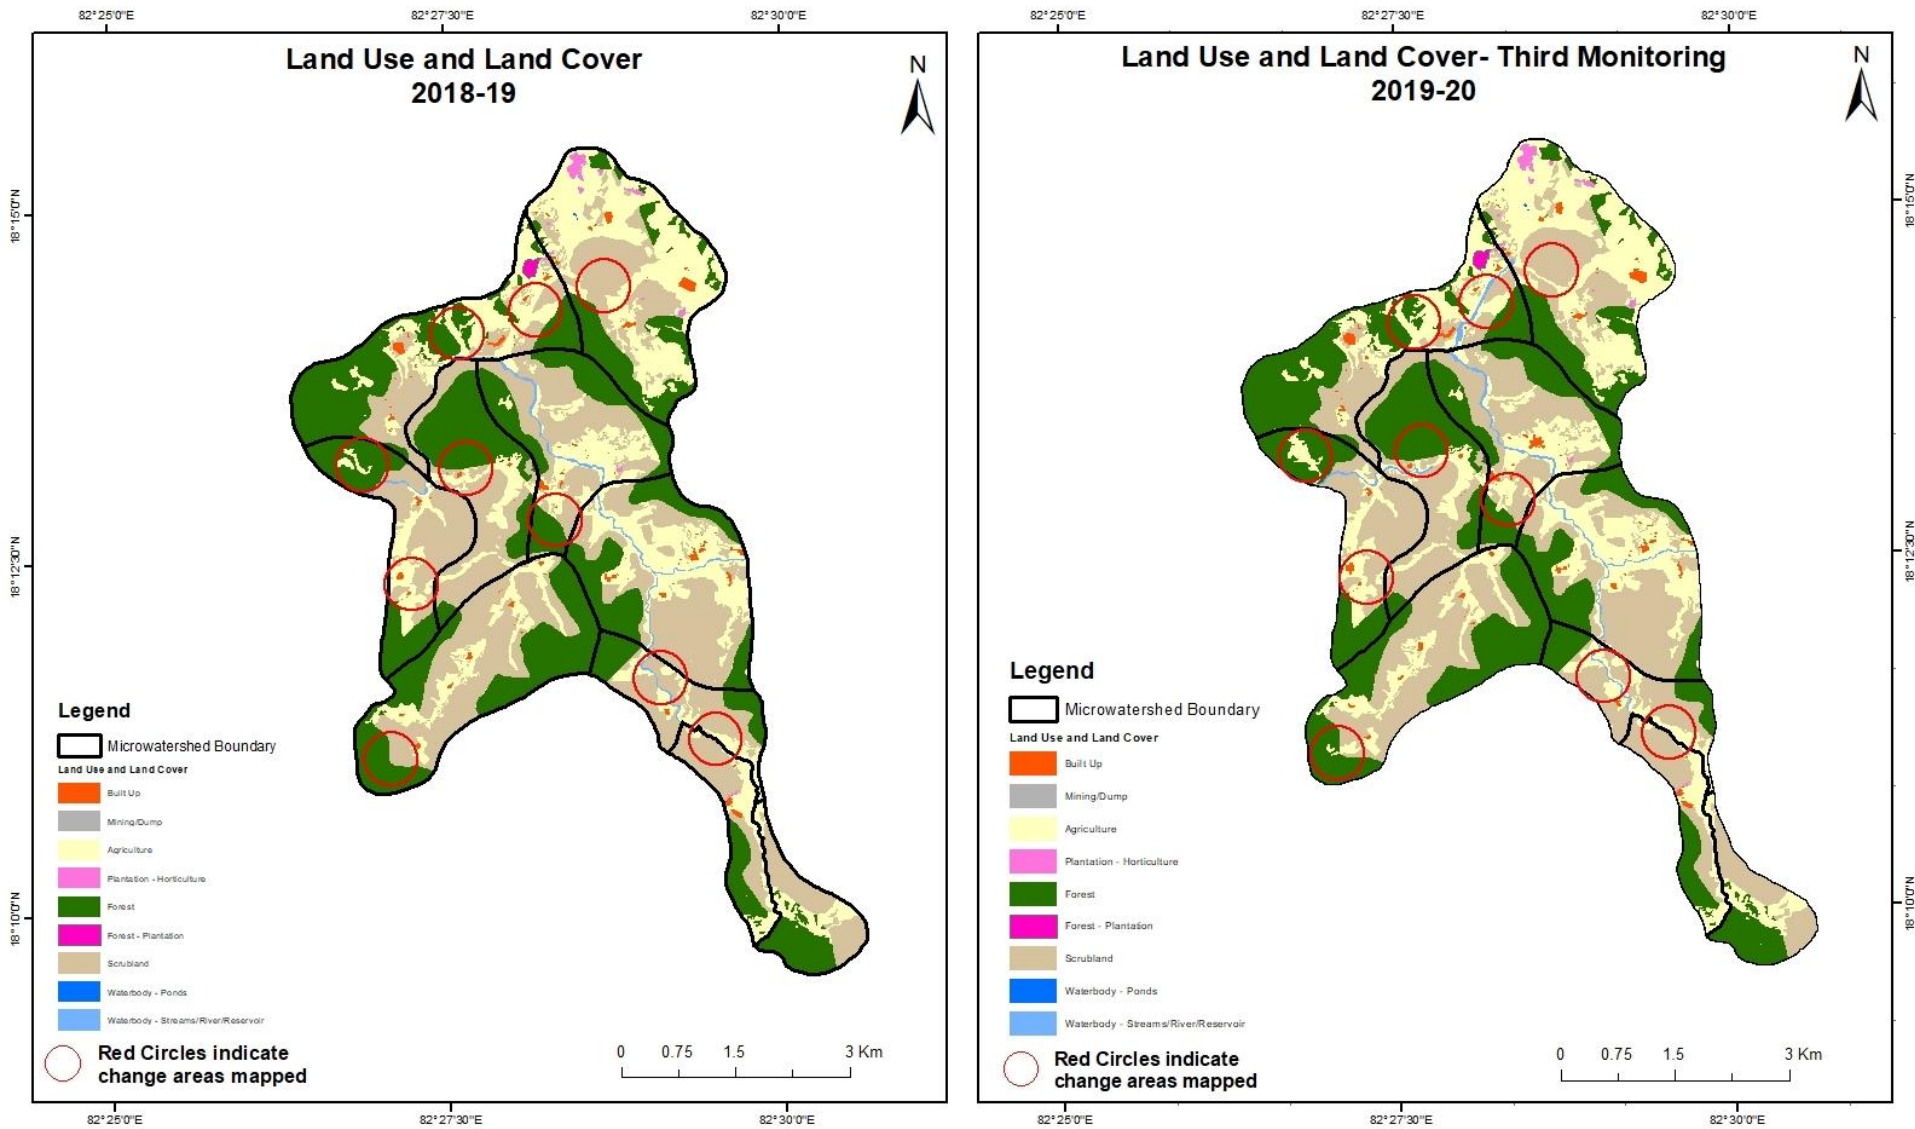 82°25'0"E
82°27'30"E
82°30'0"E
Land Use and Land Cover
2018-19
N
18°15'0"N
18°12'30"N
18°10'0"N
Legend
Microwatershed Boundary
Land Use and Land Cover
Built Up
Mining/Dump
Agriculture
Plantation - Horticulture
Forest
Forest - Plantation
Scrubland
Waterbody - Ponds
Waterbody - Streams/River/Reservoir
Red Circles indicate
change areas mapped
0 0.75 1.5 3 Km
82°25'0"E
82°27'30"E
82°30'0"E
82°25'0"E
82°27'30"E
82°30'0"E
Land Use and Land Cover- Third Monitoring
2019-20
N
18°15'0"N
18°12'30"N
18°10'0"N
Legend
Microwatershed Boundary
Land Use and Land Cover
Built Up
Mining/Dump
Agriculture
Plantation - Horticulture
Forest
Forest - Plantation
Scrubland
Waterbody - Ponds
Waterbody - Streams/River/Reservoir
Red Circles indicate
change areas mapped
0 0.75 1.5 3 Km
82°25'0"E
82°27'30"E
82°30'0"E